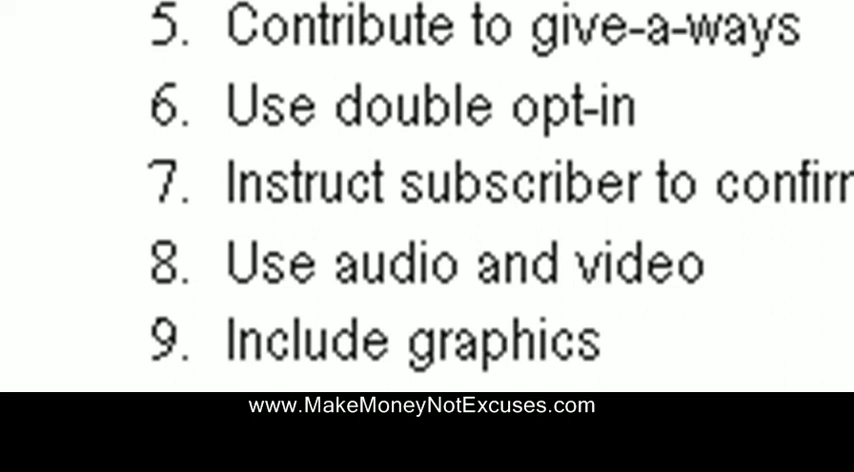 5. Contribute to give-a-ways
6. Use double opt-in
7. Instruct subscriber to
8. Use audio and video
9. Include graphics
www.MakeMoneyNotExcuses.com